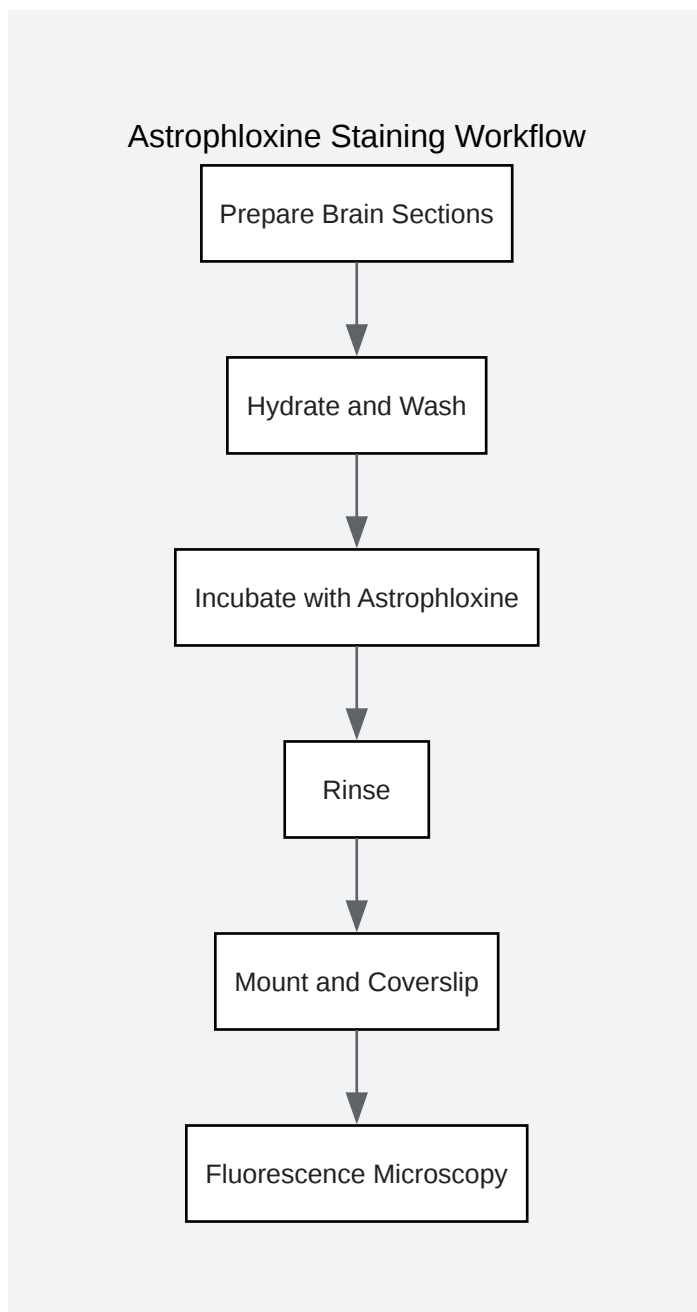 Astrophloxine Staining Workflow
Prepare Brain Sections
Hydrate and Wash
Incubate with Astrophloxine
Rinse
Mount and Coverslip
Fluorescence Microscopy